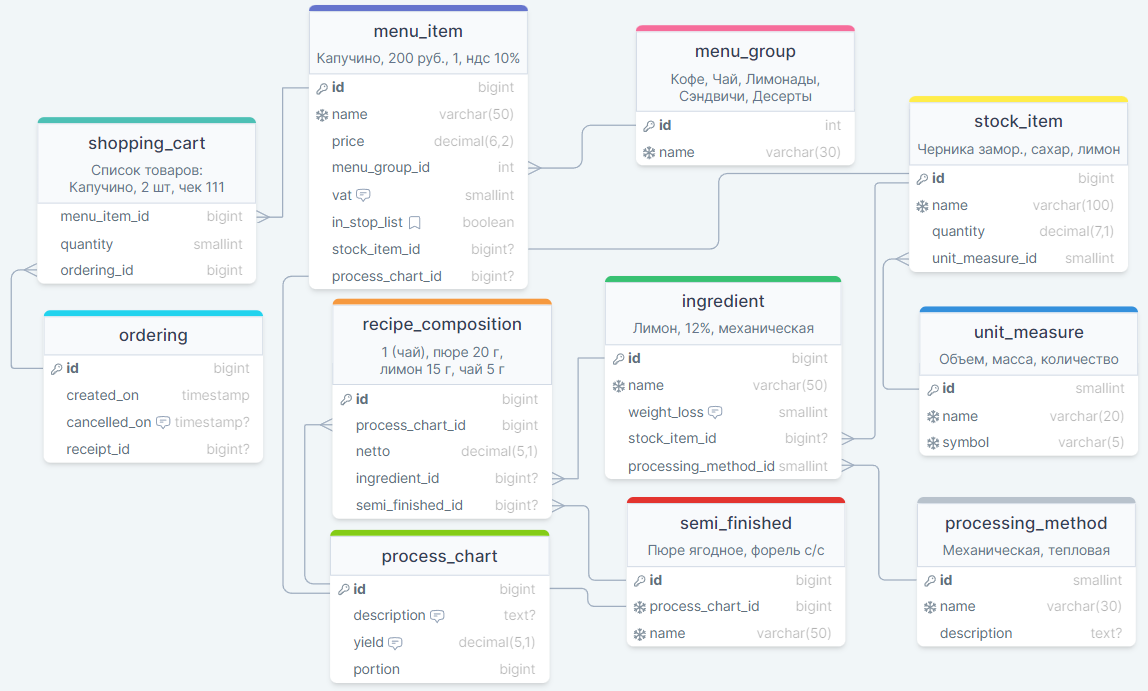 menu_item
Капучино, 200 руб., 1, ндс 10%
id bigint
name varchar(50)
price decimal(6,2)
menu_group_id int
vat smallint
in_stop_list boolean
stock_item_id bigint?
process_chart_id bigint?
menu_group
Кофе, Чай, Лимонады,
Сэндвичи, Десерты
id int
name varchar(30)
stock_item
Черника замор., сахар, лимон
id bigint
name varchar(100)
quantity decimal(7,1)
unit_measure_id smallint
shopping_cart
Список товаров:
Капучино, 2 шт, чек 111
menu_item_id bigint
quantity smallint
ordering_id bigint
ordering
id bigint
created_on timestamp
cancelled_on timestamp?
receipt_id bigint?
recipe_composition
1 (чай), пюре 20 г,
лимон 15 г, чай 5 г
id bigint
process_chart_id bigint
netto decimal(5,1)
ingredient_id bigint?
semi_finished_id bigint?
ingredient
Лимон, 12%, механическая
id bigint
name varchar(50)
weight_loss smallint
stock_item_id bigint?
processing_method_id smallint
unit_measure
Объем, масса, количество
id smallint
name varchar(20)
symbol varchar(5)
process_chart
id bigint
description text?
yield decimal(5,1)
portion bigint
semi_finished
Пюре ягодное, форель с/с
id bigint
process_chart_id bigint
name varchar(50)
processing_method
Механическая, тепловая
id smallint
name varchar(30)
description text?